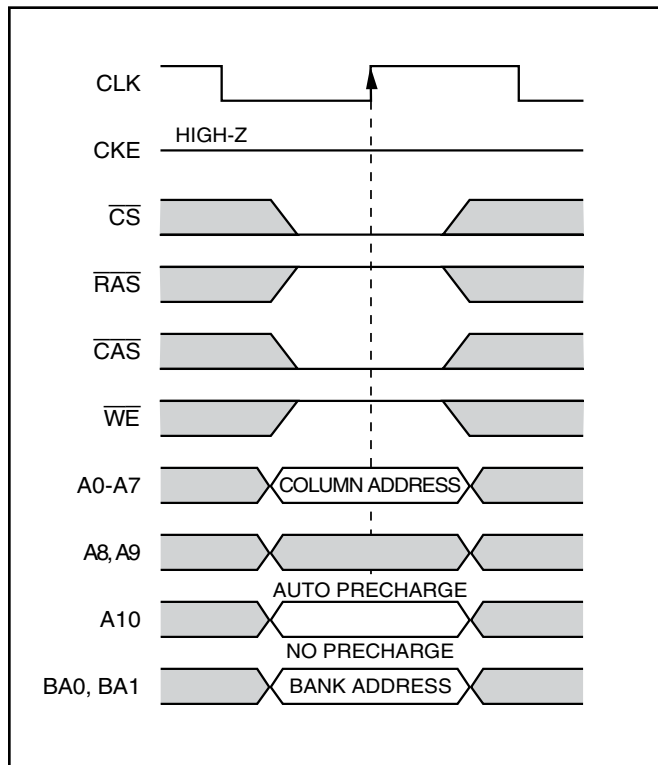 CLK
CKE HIGH-Z
CS
RAS
CAS
WE
A0-A7 COLUMN ADDRESS
A8, A9
AUTO PRECHARGE
A10
NO PRECHARGE
BA0, BA1 BANK ADDRESS